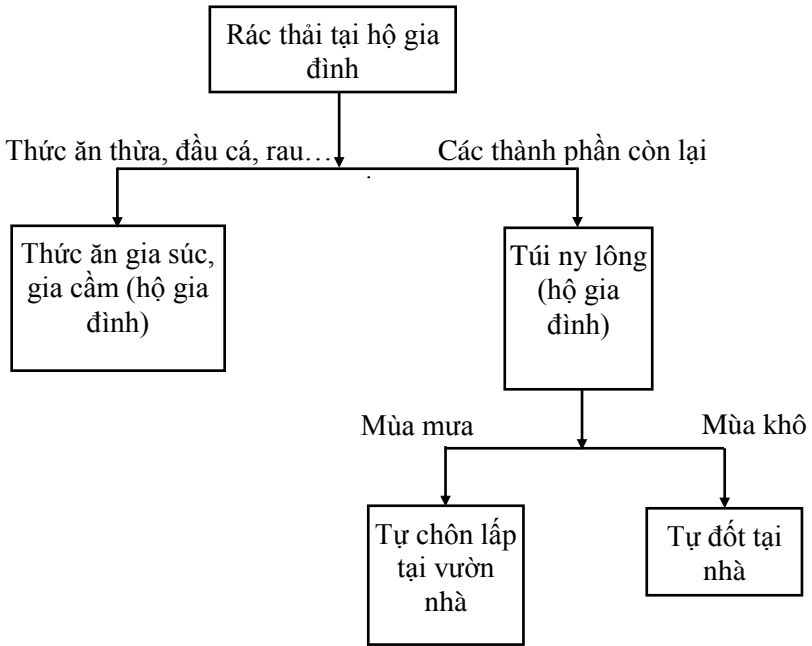 Rác thải tại hộ gia
đình
Thức ăn thừa, đầu cá, rau…
Các thành phần còn lại
Thức ăn gia súc,
gia cầm (hộ gia
đình)
Túi ny lông
(hộ gia
đình)
Mùa mưa
Mùa khô
Tự chôn lấp
tại vườn
nhà
Tự đốt tại
nhà